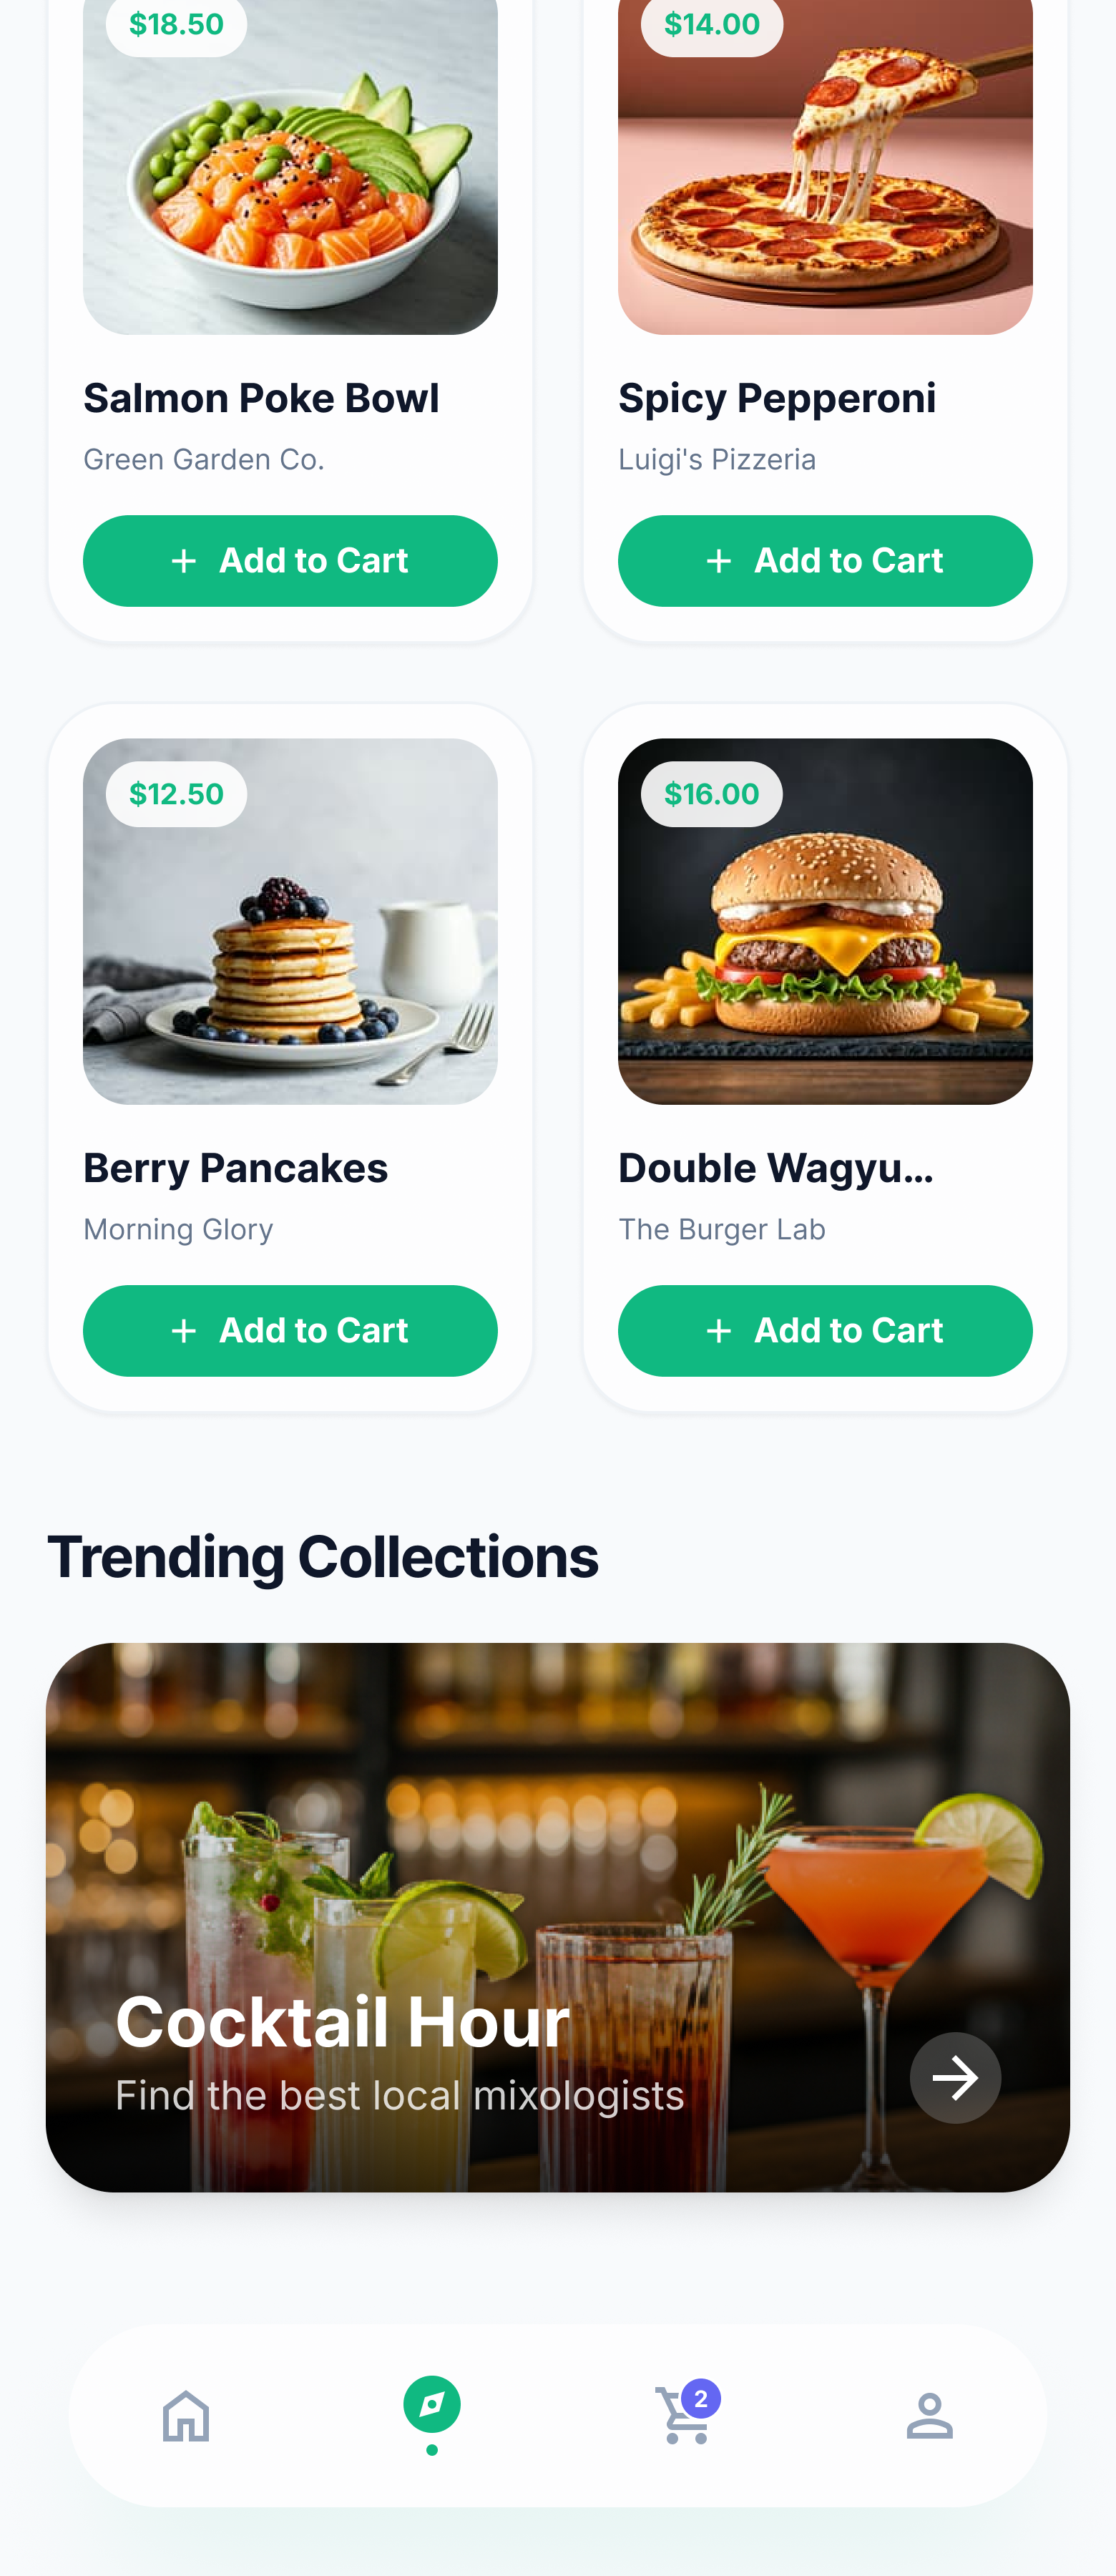 $18.50
$14.00
Salmon Poke Bowl
Green Garden Co.
+ Add to Cart
Spicy Pepperoni
Luigi's Pizzeria
+ Add to Cart
$12.50
$16.00
Berry Pancakes
Morning Glory
+ Add to Cart
Double Wagyu...
The Burger Lab
+ Add to Cart
Trending Collections
Cocktail Hour
Find the best local mixologists
2